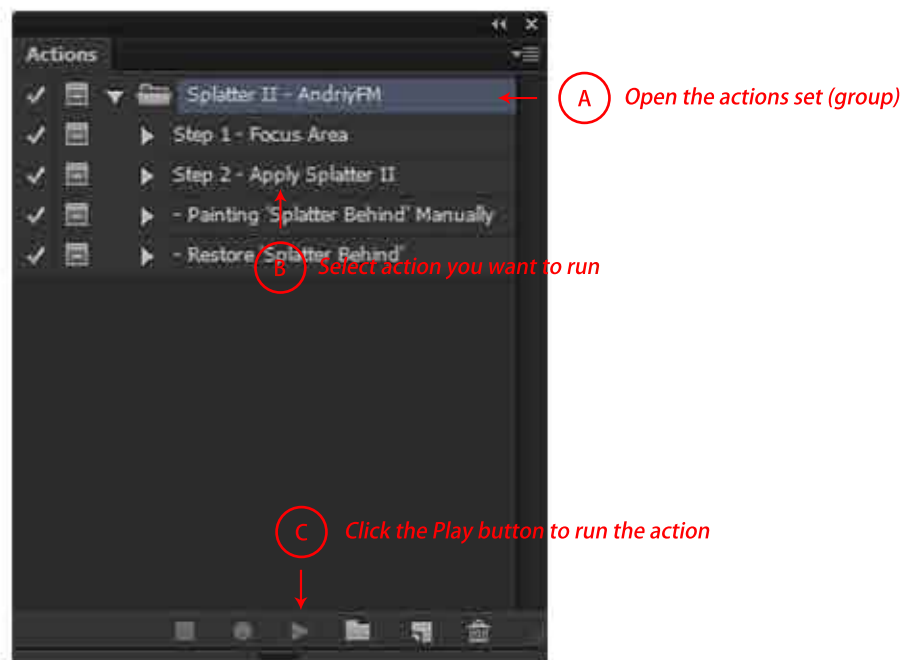 Actions
Splatter II - AndriyFM
A Open the actions set (group)
Step 1 - Focus Area
Step 2 - Apply Splatter II
- Painting 'Splatter Behind' Manually
- Restore 'Splatter Behind'
B Select action you want to run
C Click the Play button to run the action